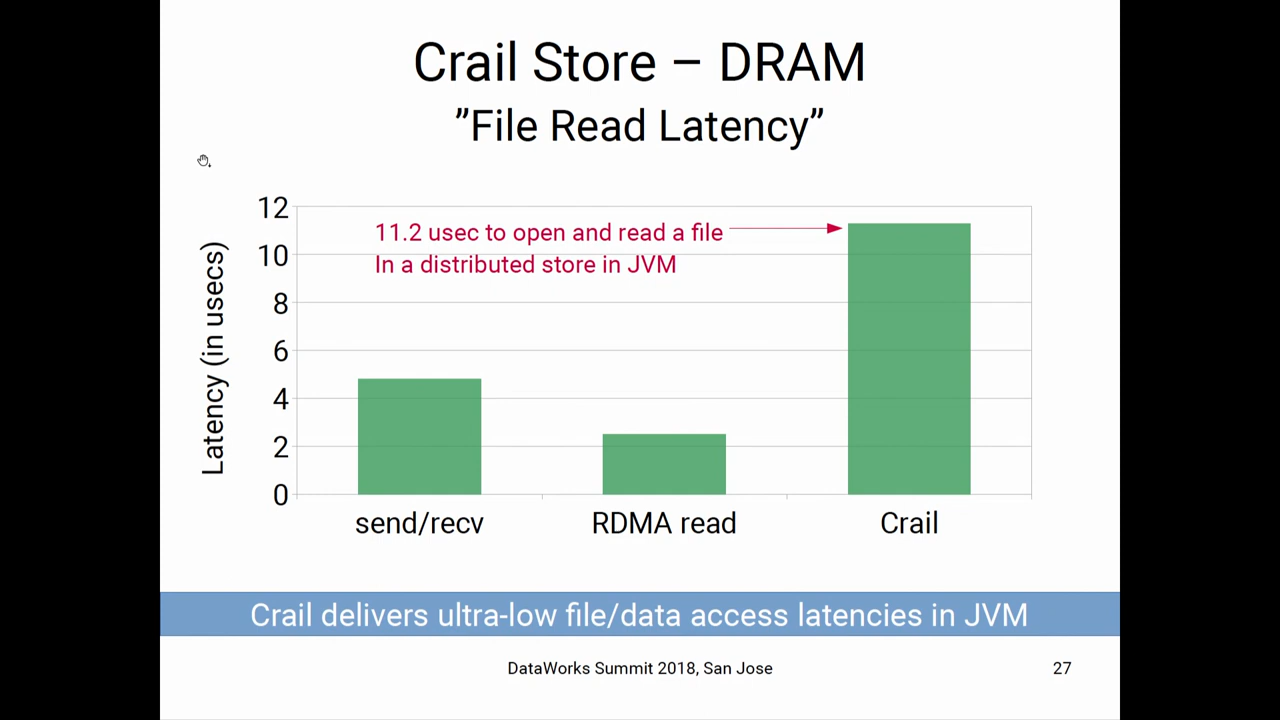 Crail Store – DRAM
”File Read Latency”
12
10
8
6
4
2
0
Latency (in usecs)
11.2 usec to open and read a file
In a distributed store in JVM
send/recv
RDMA read
Crail
Crail delivers ultra-low file/data access latencies in JVM
DataWorks Summit 2018, San Jose
27